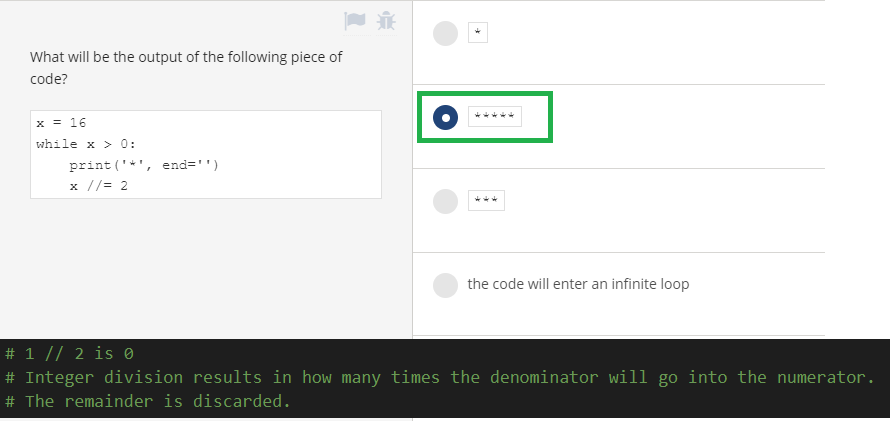 What will be the output of the following piece of
code?
x = 16
while x > 0:
    print('*', end='')
    x //= 2
*
*****
***
the code will enter an infinite loop
# 1 // 2 is 0
# Integer division results in how many times the denominator will go into the numerator.
# The remainder is discarded.